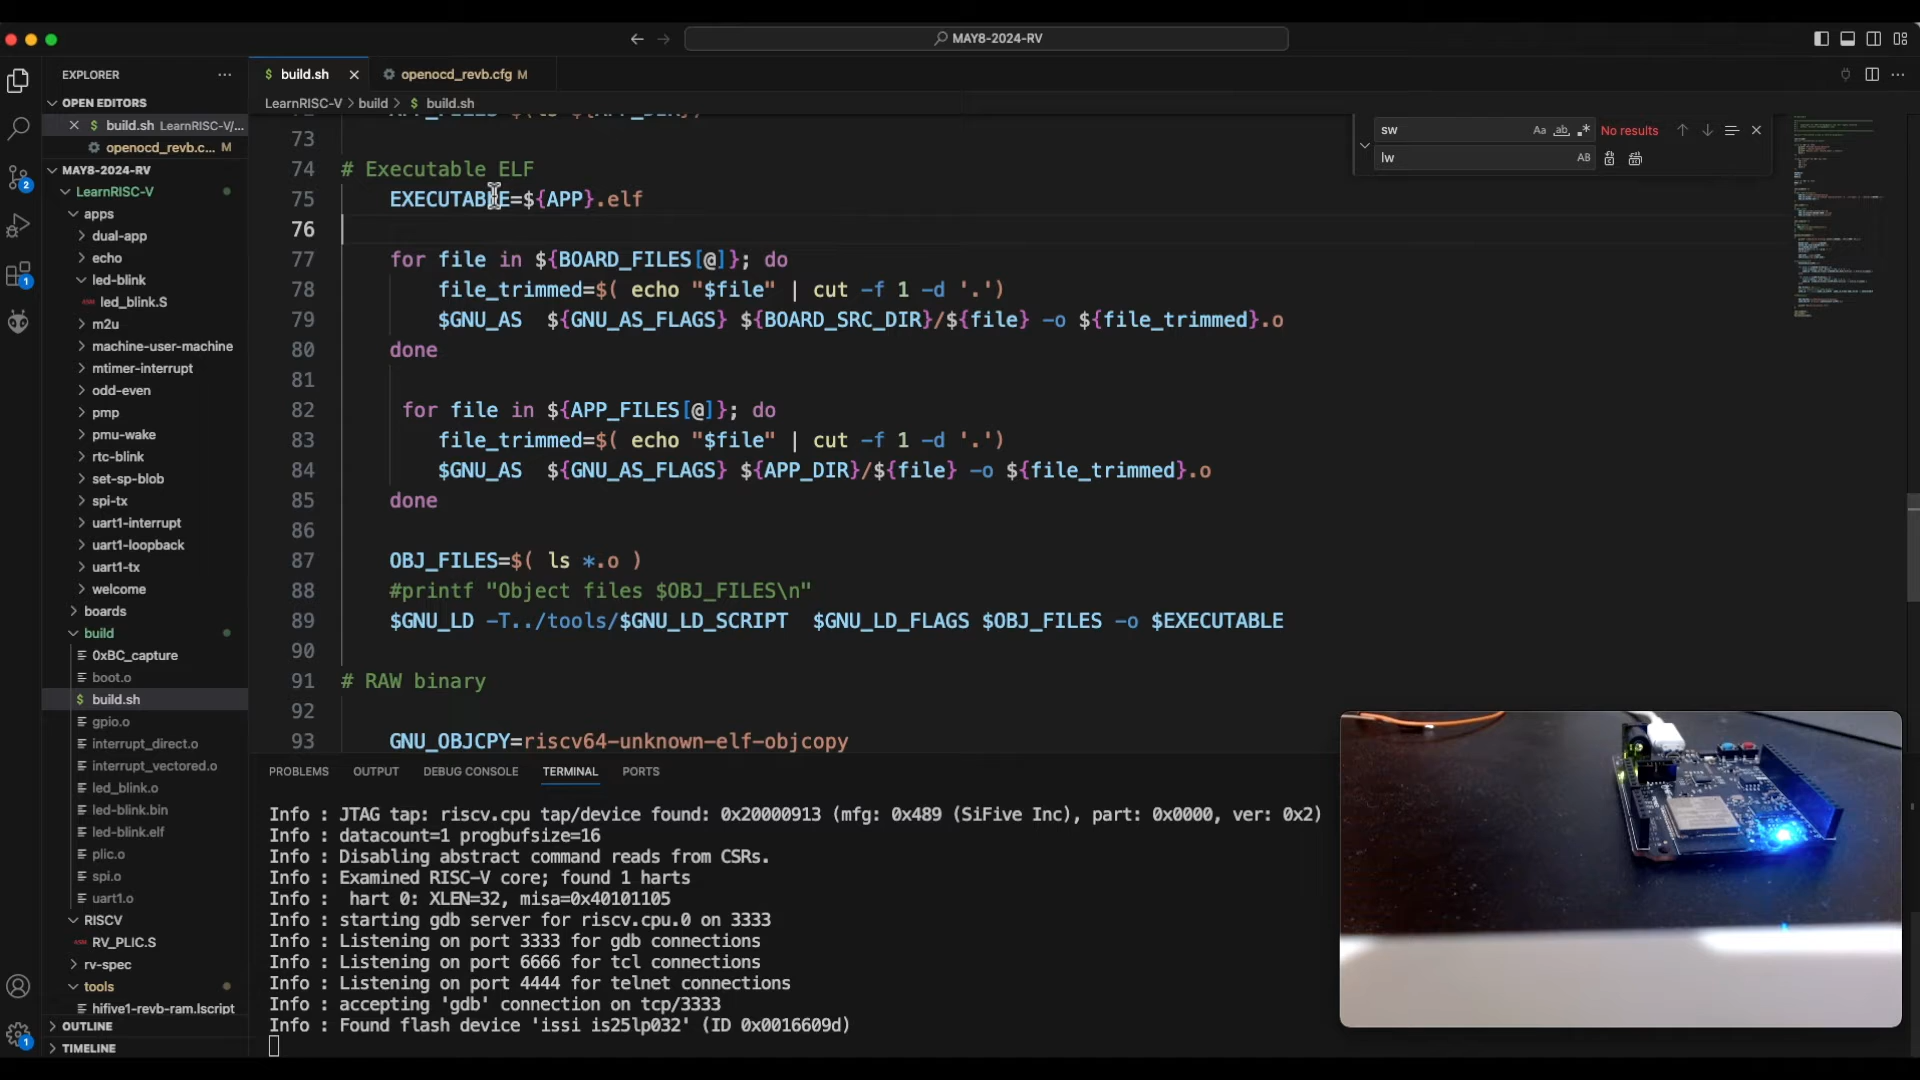 MAY8-2024-RV
EXPLORER
OPEN EDITORS
build.sh LearnRISC-V/...
openocd_revb.c... M
MAY8-2024-RV
LearnRISC-V
apps
dual-app
echo
led-blink
led_blink.S
m2u
machine-user-machine
mtimer-interrupt
odd-even
pmp
pmu-wake
rtc-blink
set-sp-blob
spi-tx
uart1-interrupt
uart1-loopback
uart1-tx
welcome
boards
build
0xBC_capture
boot.o
$ build.sh
gpio.o
interrupt_direct.o
interrupt_vectored.o
led_blink.o
led-blink.bin
led-blink.elf
plic.o
spi.o
uart1.o
RISCV
RV_PLIC.S
rv-spec
tools
hifive1-revb-ram.lscript
OUTLINE
TIMELINE
2
1
1
$ build.sh
openocd_revb.cfg M
LearnRISC-V > build > $ build.sh
sw Aa ab No results
lw AB
73
74 # Executable ELF
75 EXECUTABLE=${APP}.elf
76
77 for file in ${BOARD_FILES[@]}; do
78 file_trimmed=$( echo "$file" | cut -f 1 -d '.')
79 $GNU_AS ${GNU_AS_FLAGS} ${BOARD_SRC_DIR}/${file} -o ${file_trimmed}.o
80 done
81
82 for file in ${APP_FILES[@]}; do
83 file_trimmed=$( echo "$file" | cut -f 1 -d '.')
84 $GNU_AS ${GNU_AS_FLAGS} ${APP_DIR}/${file} -o ${file_trimmed}.o
85 done
86
87 OBJ_FILES=$( ls *.o )
88 #printf "Object files $OBJ_FILES\n"
89 $GNU_LD -T../tools/$GNU_LD_SCRIPT $GNU_LD_FLAGS $OBJ_FILES -o $EXECUTABLE
90
91 # RAW binary
92
93 GNU_OBJCPY=riscv64-unknown-elf-objcopy
PROBLEMS OUTPUT DEBUG CONSOLE TERMINAL PORTS
Info : JTAG tap: riscv.cpu tap/device found: 0x20000913 (mfg: 0x489 (SiFive Inc), part: 0x0000, ver: 0x2)
Info : datacount=1 progbufsize=16
Info : Disabling abstract command reads from CSRs.
Info : Examined RISC-V core; found 1 harts
Info : hart 0: XLEN=32, misa=0x40101105
Info : starting gdb server for riscv.cpu.0 on 3333
Info : Listening on port 3333 for gdb connections
Info : Listening on port 6666 for tcl connections
Info : Listening on port 4444 for telnet connections
Info : accepting 'gdb' connection on tcp/3333
Info : Found flash device 'issi is25lp032' (ID 0x0016609d)